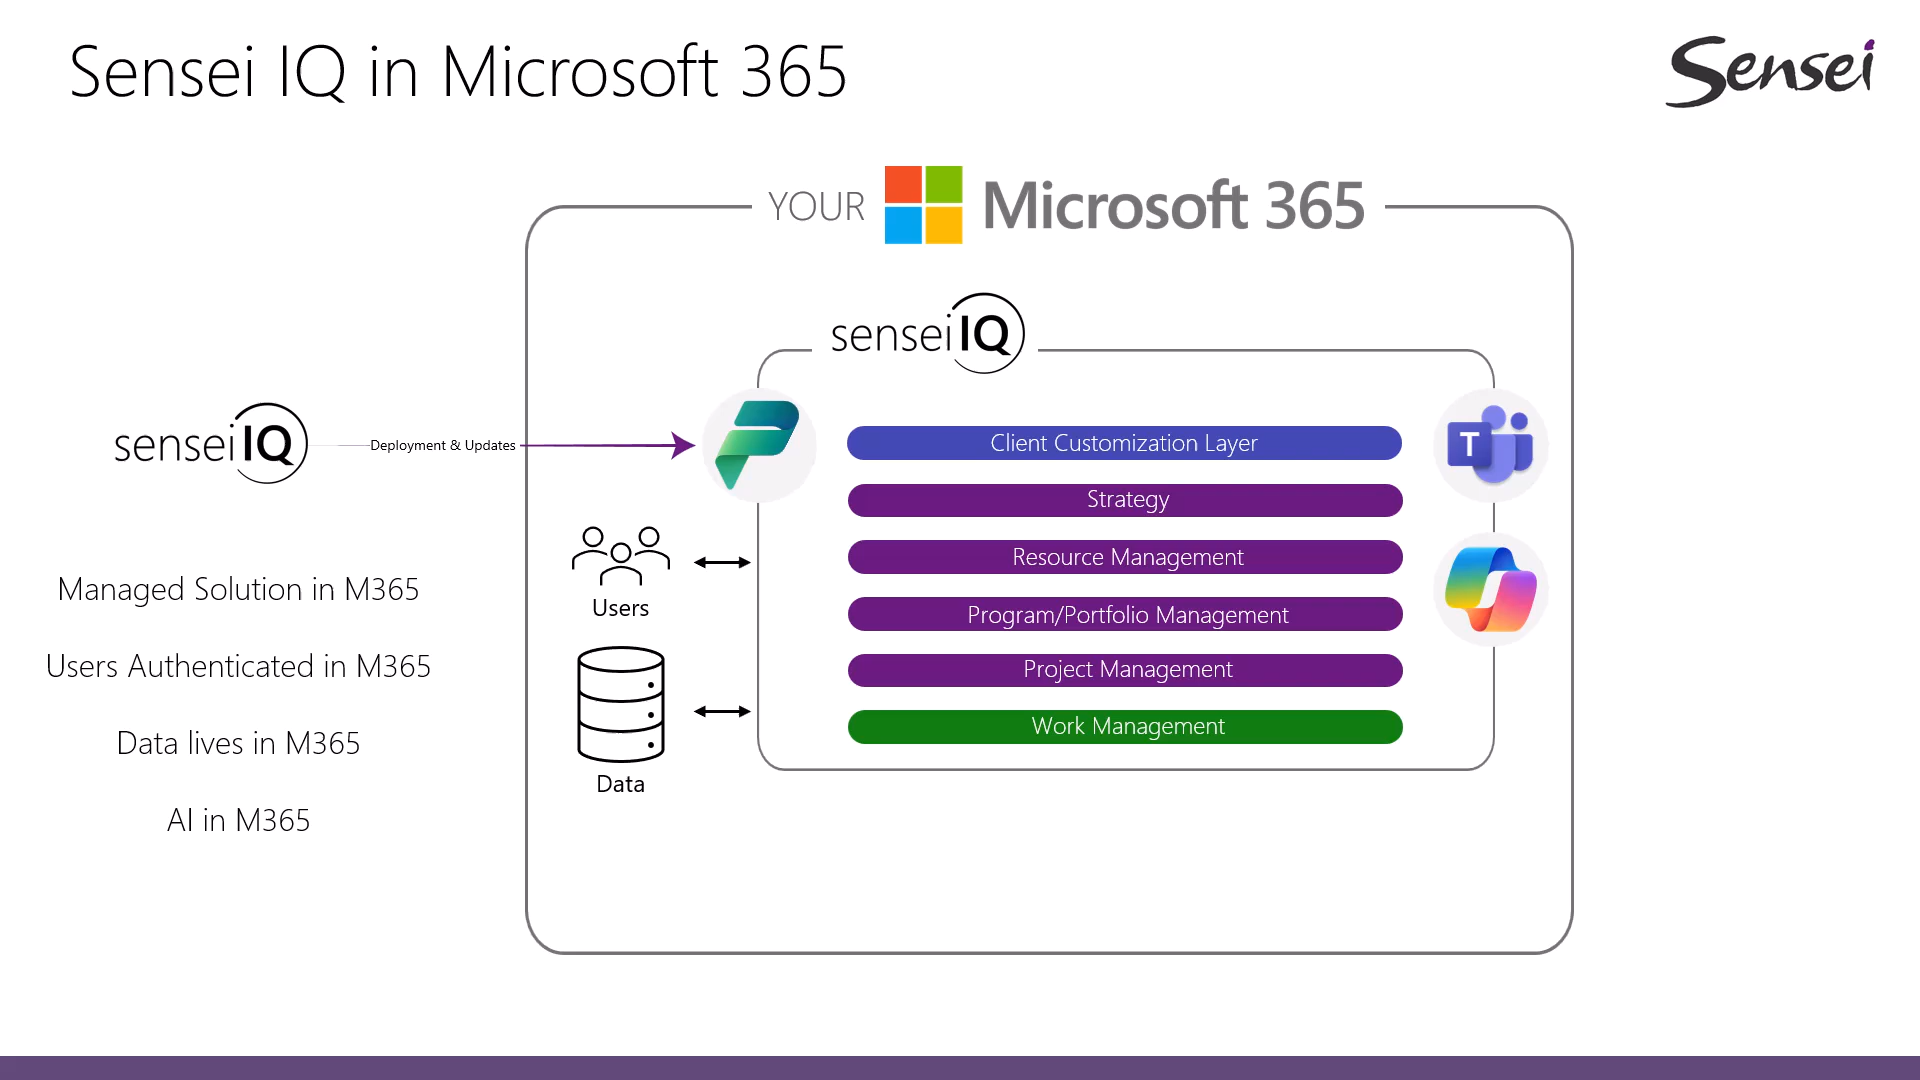 Sensei IQ in Microsoft 365
Sensei
YOUR Microsoft 365
sensei IQ
sensei IQ
Deployment & Updates
T
Client Customization Layer
Strategy
Resource Management
Program/Portfolio Management
Project Management
Work Management
Users
Data
Managed Solution in M365
Users Authenticated in M365
Data lives in M365
AI in M365